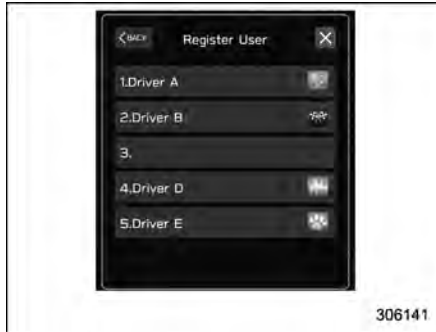 BACK Register User X
1.Driver A
2.Driver B
3.
4.Driver D
5.Driver E
306141